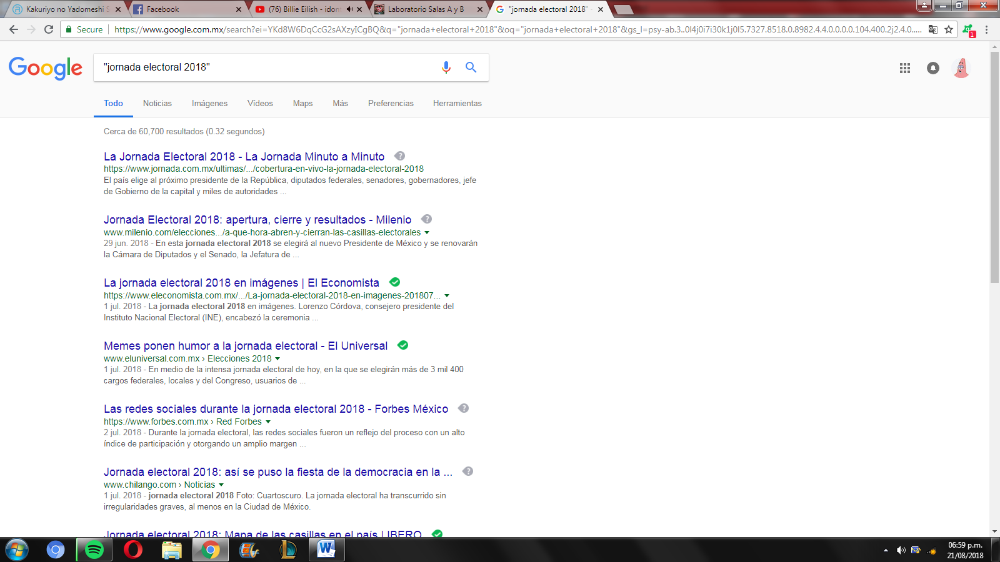 Kakuriyo no Yadomeshi S
Facebook
(76) Billie Eilish - idont
Laboratorio Salas A y B
"jornada electoral 2018" -
Secure
https://www.google.com.mx/search?ei=YKd8W6DqCcG2sAXzyICgBQ&q="jornada+electoral+2018"&oq="jornada+electoral+2018"&gs_l=psy-ab.3..0l4j0i7i30k1j0l5.7327.8518.0.8982.4.4.0.0.0.0.104.400.2j2.4.0.....
1
Google
"jornada electoral 2018"
Todo
Noticias
Imágenes
Vídeos
Maps
Más
Preferencias
Herramientas
Cerca de 60,700 resultados (0.32 segundos)
La Jornada Electoral 2018 - La Jornada Minuto a Minuto
https://www.jornada.com.mx/ultimas/.../cobertura-en-vivo-la-jornada-electoral-2018
El país elige al próximo presidente de la República, diputados federales, senadores, gobernadores, jefe
de Gobierno de la capital y miles de autoridades ...
Jornada Electoral 2018: apertura, cierre y resultados - Milenio
www.milenio.com/elecciones.../a-que-hora-abren-y-cierran-las-casillas-electorales
29 jun. 2018 - En esta jornada electoral 2018 se elegirá al nuevo Presidente de México y se renovarán
la Cámara de Diputados y el Senado, la Jefatura de ...
La jornada electoral 2018 en imágenes | El Economista
https://www.eleconomista.com.mx/.../La-jornada-electoral-2018-en-imagenes-201807...
1 jul. 2018 - La jornada electoral 2018 en imágenes. Lorenzo Córdova, consejero presidente del
Instituto Nacional Electoral (INE), encabezó la ceremonia ...
Memes ponen humor a la jornada electoral - El Universal
www.eluniversal.com.mx › Elecciones 2018
1 jul. 2018 - En medio de la intensa jornada electoral de hoy, en la que se elegirán más de 3 mil 400
cargos federales, locales y del Congreso, usuarios de ...
Las redes sociales durante la jornada electoral 2018 - Forbes México
https://www.forbes.com.mx › Red Forbes
2 jul. 2018 - Durante la jornada electoral, las redes sociales fueron un reflejo del proceso con un alto
índice de participación y otorgando un amplio margen ...
Jornada electoral 2018: así se puso la fiesta de la democracia en la ...
www.chilango.com › Noticias
1 jul. 2018 - jornada electoral 2018 Foto: Cuartoscuro. La jornada electoral ha transcurrido sin
irregularidades graves, al menos en la Ciudad de México.
Jornada electoral 2018: Mapa de las casillas en el país | LIBERO
06:59 p.m.
21/08/2018